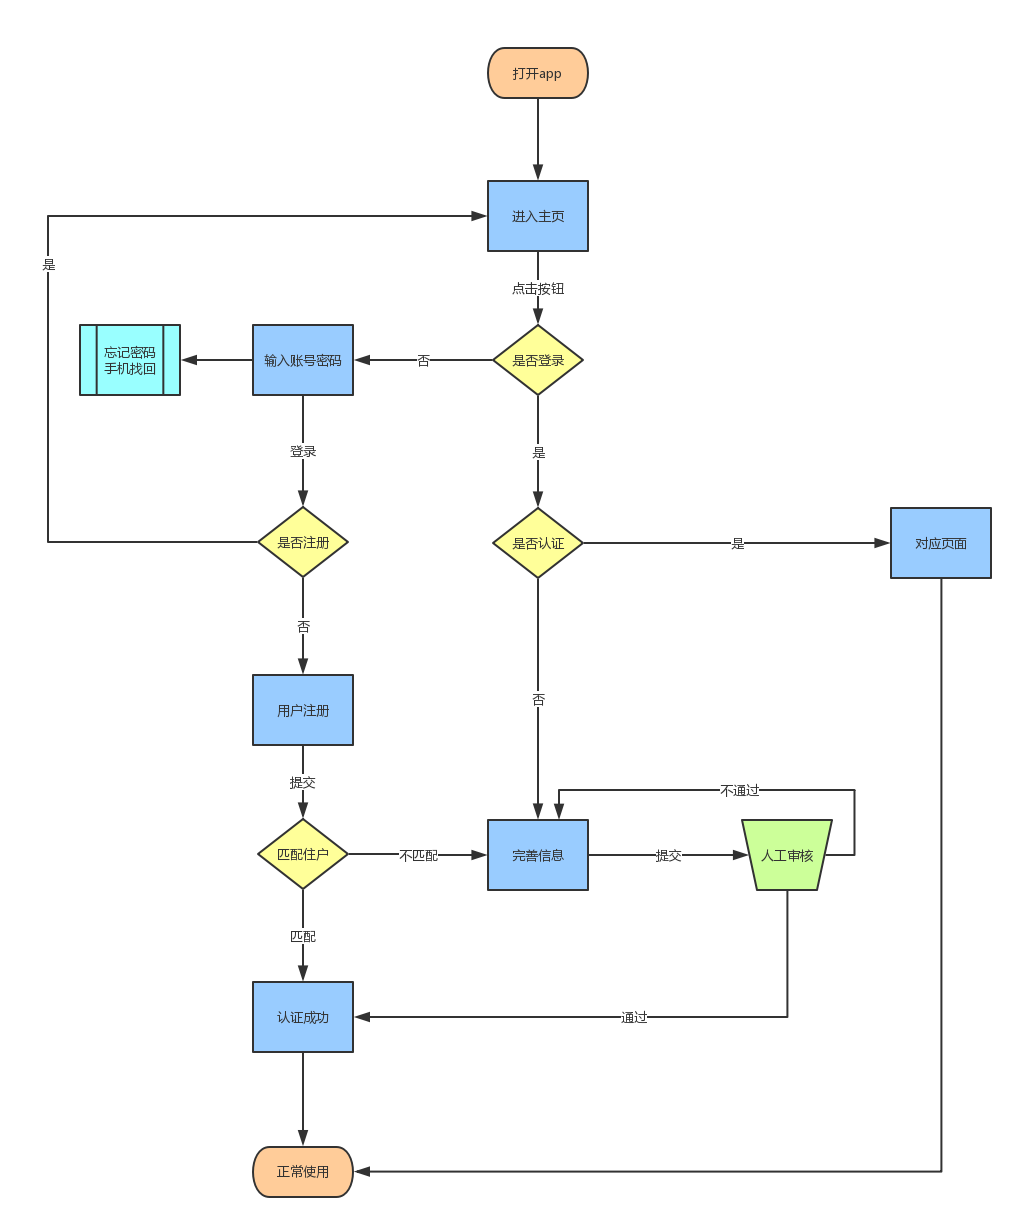 打开app
进入主页
是
点击按钮
忘记密码
手机找回
输入账号密码
否
是否登录
登录
是
是否注册
是否认证
是
对应页面
否
否
用户注册
提交
不通过
匹配住户
不匹配
完善信息
提交
人工审核
匹配
认证成功
通过
正常使用